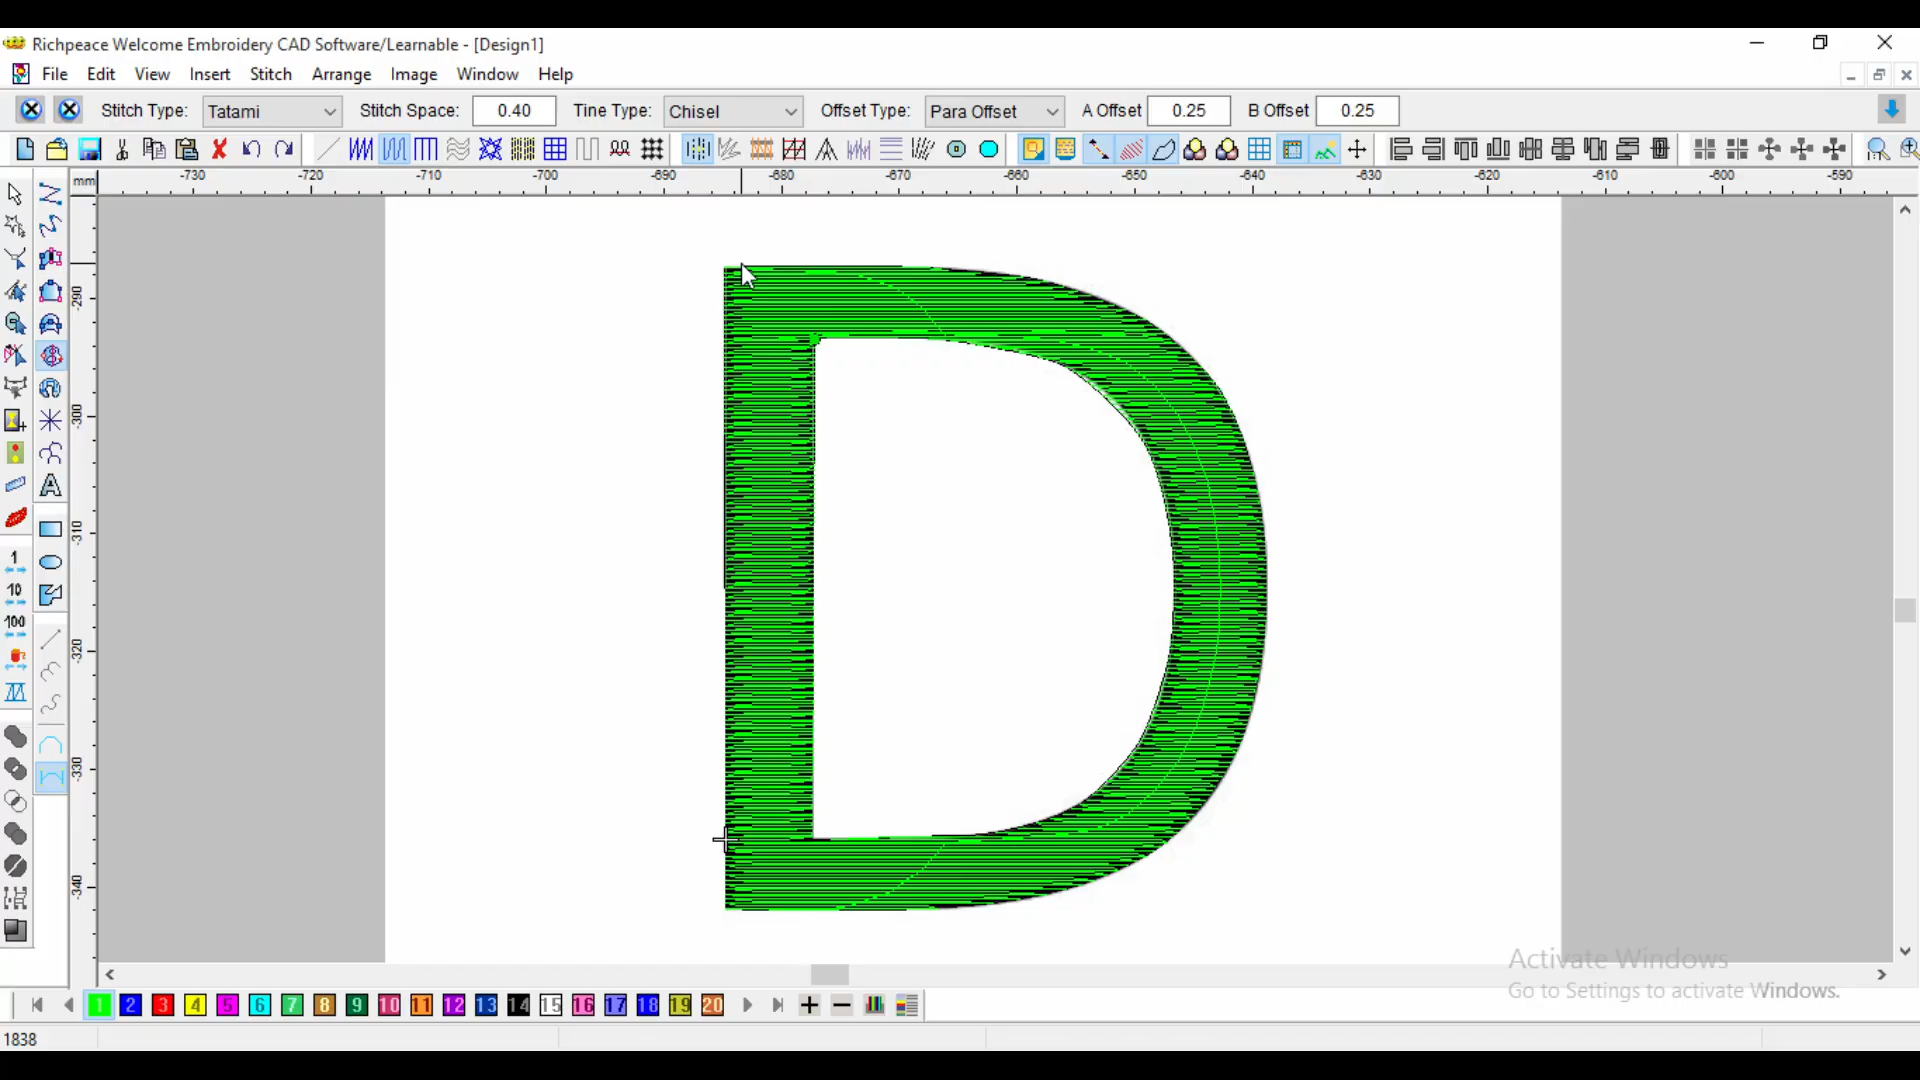 Richpeace Welcome Embroidery CAD Software/Learnable - [Design1]
File Edit View Insert Stitch Arrange Image Window Help
Stitch Type: Tatami Stitch Space: 0.40 Tine Type: Chisel Offset Type: Para Offset A Offset 0.25 B Offset 0.25
mm -730 -720 -710 -700 -690 -680 -670 -660 -650 -640 -630 -620 -610 -600 -590
-290
-300
-310
-320
-330
-340
1
10
100
A
D
Activate Windows
Go to Settings to activate Windows.
1 2 3 4 5 6 7 8 9 10 11 12 13 14 15 16 17 18 19 20
1838